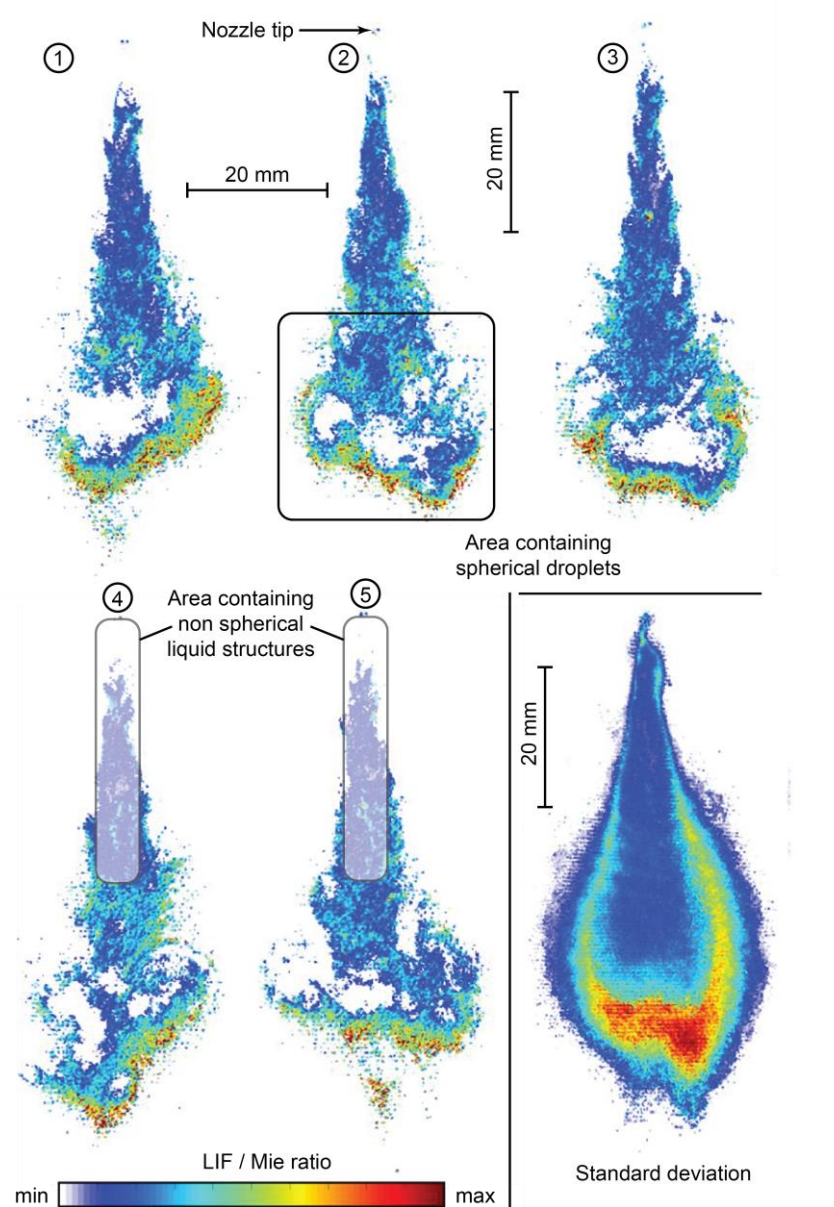 Nozzle tip
1
2
3
20 mm
20 mm
Area containing
spherical droplets
4
Area containing
non spherical
liquid structures
5
20 mm
LIF / Mie ratio
min
max
Standard deviation